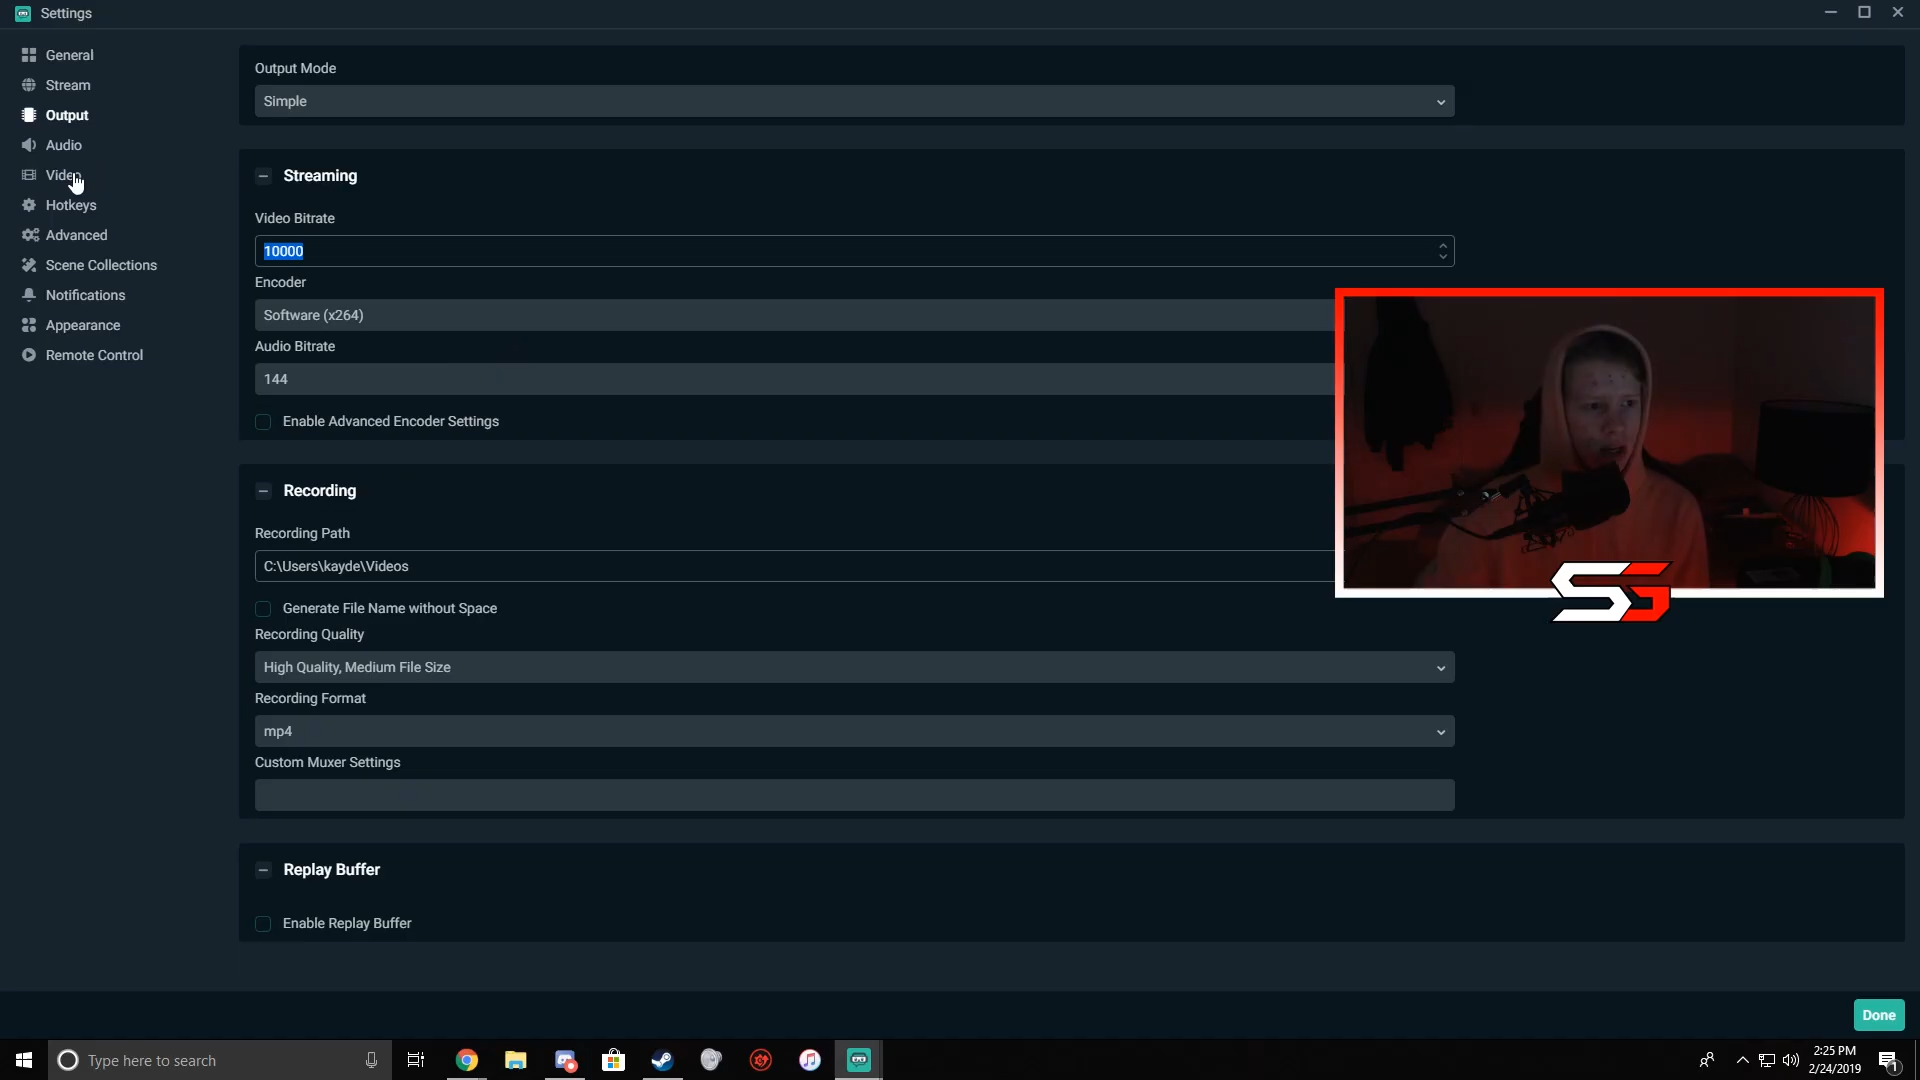 Settings
General
Stream
Output
Audio
Video
Hotkeys
Advanced
Scene Collections
Notifications
Appearance
Remote Control
Output Mode
Simple
Streaming
Video Bitrate
10000
Encoder
Software (x264)
Audio Bitrate
144
Enable Advanced Encoder Settings
Recording
Recording Path
C:\Users\kayde\Videos
Generate File Name without Space
Recording Quality
High Quality, Medium File Size
Recording Format
mp4
Custom Muxer Settings
Replay Buffer
Enable Replay Buffer
SG
Done
Type here to search
2:25 PM
2/24/2019
1